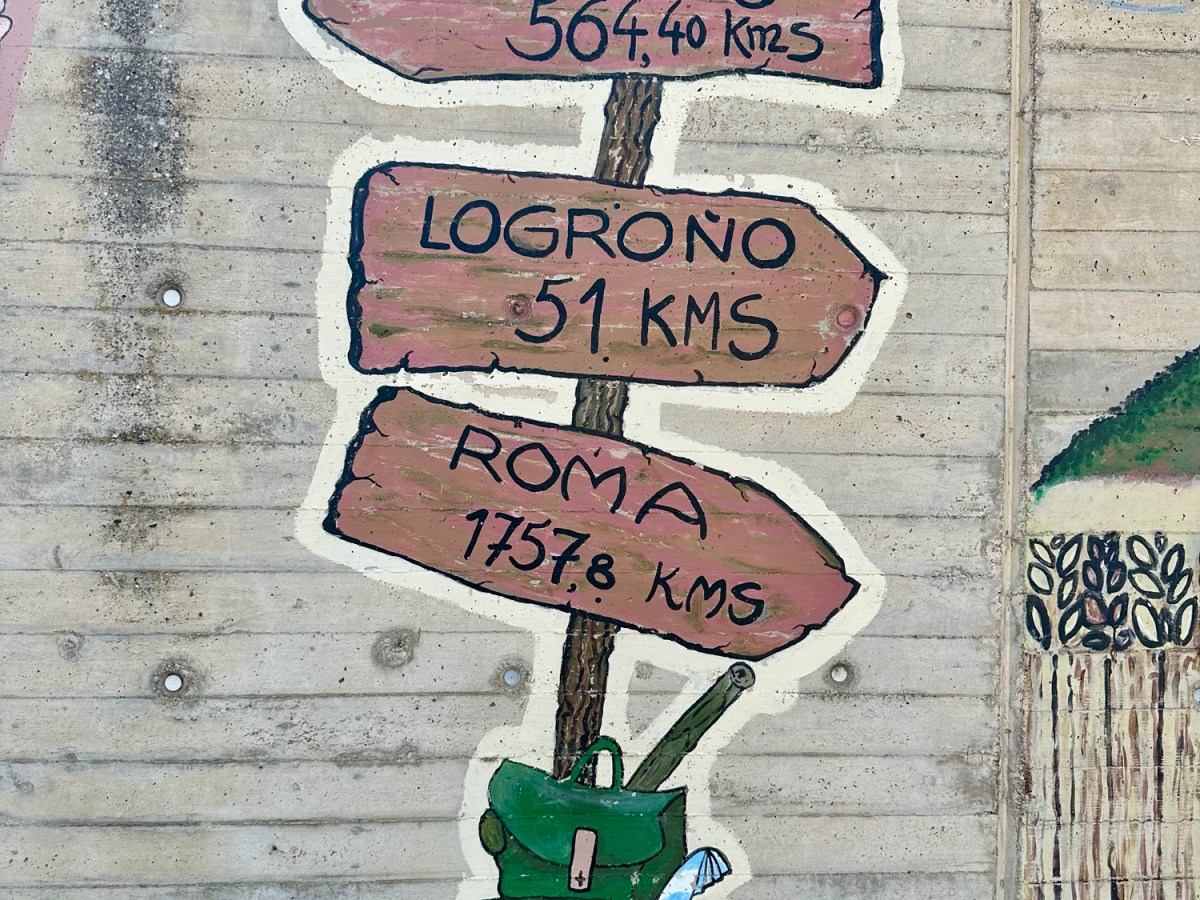 564,40 Kms
LOGROÑO
51 KMS
ROMA
1757,8 KMS